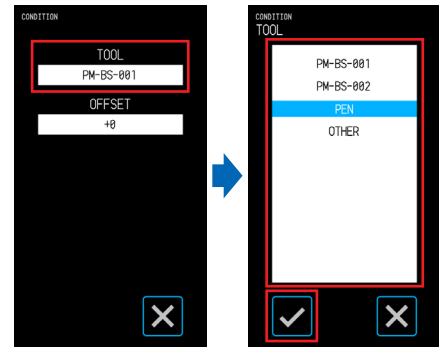 CONDITION
TOOL
PM-BS-001
OFFSET
+0
CONDITION
TOOL
PM-BS-001
PM-BS-002
PEN
OTHER